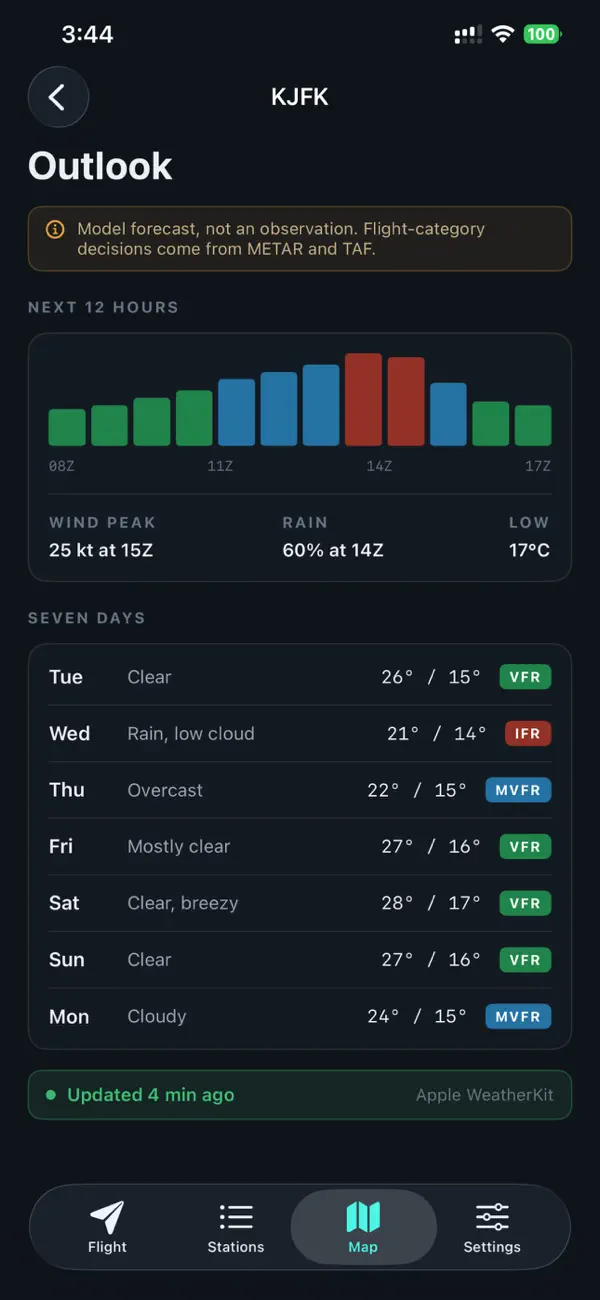 3:44
100
KJFK
Outlook
Model forecast, not an observation. Flight-category
decisions come from METAR and TAF.
NEXT 12 HOURS
08Z 11Z 14Z 17Z
WIND PEAK RAIN LOW
25 kt at 15Z 60% at 14Z 17°C
SEVEN DAYS
Tue Clear 26° / 15° VFR
Wed Rain, low cloud 21° / 14° IFR
Thu Overcast 22° / 15° MVFR
Fri Mostly clear 27° / 16° VFR
Sat Clear, breezy 28° / 17° VFR
Sun Clear 27° / 16° VFR
Mon Cloudy 24° / 15° MVFR
Updated 4 min ago Apple WeatherKit
Flight Stations Map Settings